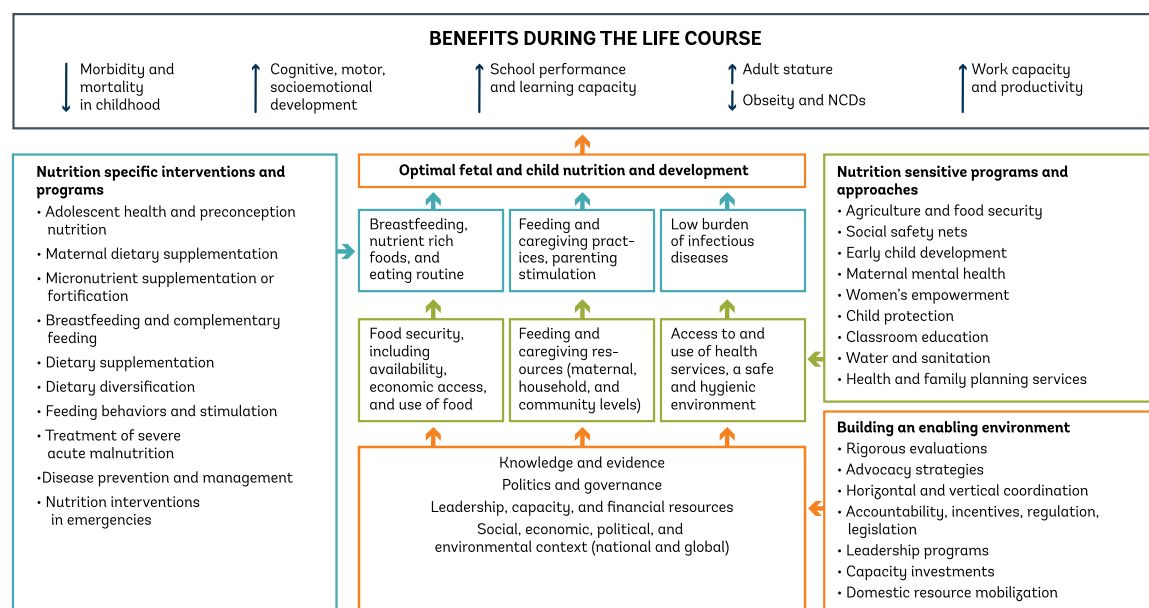 BENEFITS DURING THE LIFE COURSE
Morbidity and
mortality
in childhood
Cognitive, motor,
socioemotional
development
School performance
and learning capacity
Adult stature
Obseity and NCDs
Work capacity
and productivity
Nutrition specific interventions and
programs
• Adolescent health and preconception
nutrition
• Maternal dietary supplementation
• Micronutrient supplementation or
fortification
• Breastfeeding and complementary
feeding
• Dietary supplementation
• Dietary diversification
• Feeding behaviors and stimulation
• Treatment of severe
acute malnutrition
•Disease prevention and management
• Nutrition interventions
in emergencies
Optimal fetal and child nutrition and development
Breastfeeding,
nutrient rich
foods, and
eating routine
Feeding and
caregiving pract-
ices, parenting
stimulation
Low burden
of infectious
diseases
Food security,
including
availability,
economic access,
and use of food
Feeding and
caregiving res-
ources (maternal,
household, and
community levels)
Access to and
use of health
services, a safe
and hygienic
environment
Knowledge and evidence
Politics and governance
Leadership, capacity, and financial resources
Social, economic, political, and
environmental context (national and global)
Nutrition sensitive programs and
approaches
• Agriculture and food security
• Social safety nets
• Early child development
• Maternal mental health
• Women's empowerment
• Child protection
• Classroom education
• Water and sanitation
• Health and family planning services
Building an enabling environment
• Rigorous evaluations
• Advocacy strategies
• Horizontal and vertical coordination
• Accountability, incentives, regulation,
legislation
• Leadership programs
• Capacity investments
• Domestic resource mobilization